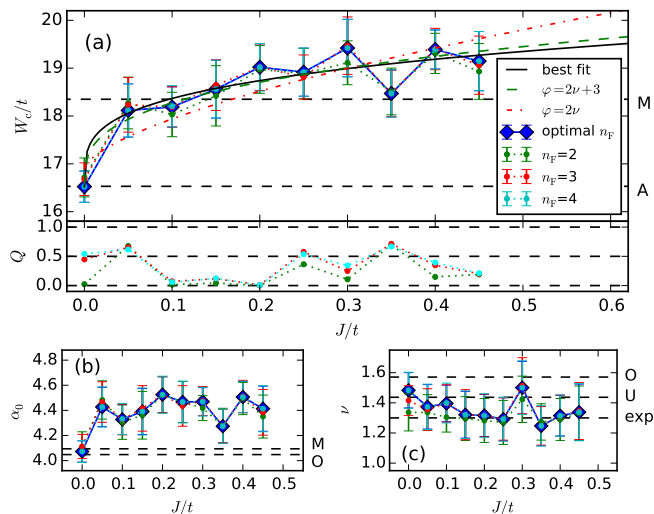 20
19
18
17
16
W_c/t
(a)
best fit
φ=2ν+3
φ=2ν
optimal n_F
n_F=2
n_F=3
n_F=4
M
A
1.0
0.5
0.0
Q
0.0 0.1 0.2 0.3 0.4 0.5 0.6
J/t
(b)
4.8
4.6
4.4
4.2
4.0
α_0
M
O
0.0 0.1 0.2 0.3 0.4 0.5
J/t
1.6
1.4
1.2
1.0
ν
O
U
exp
(c)
0.0 0.1 0.2 0.3 0.4 0.5
J/t